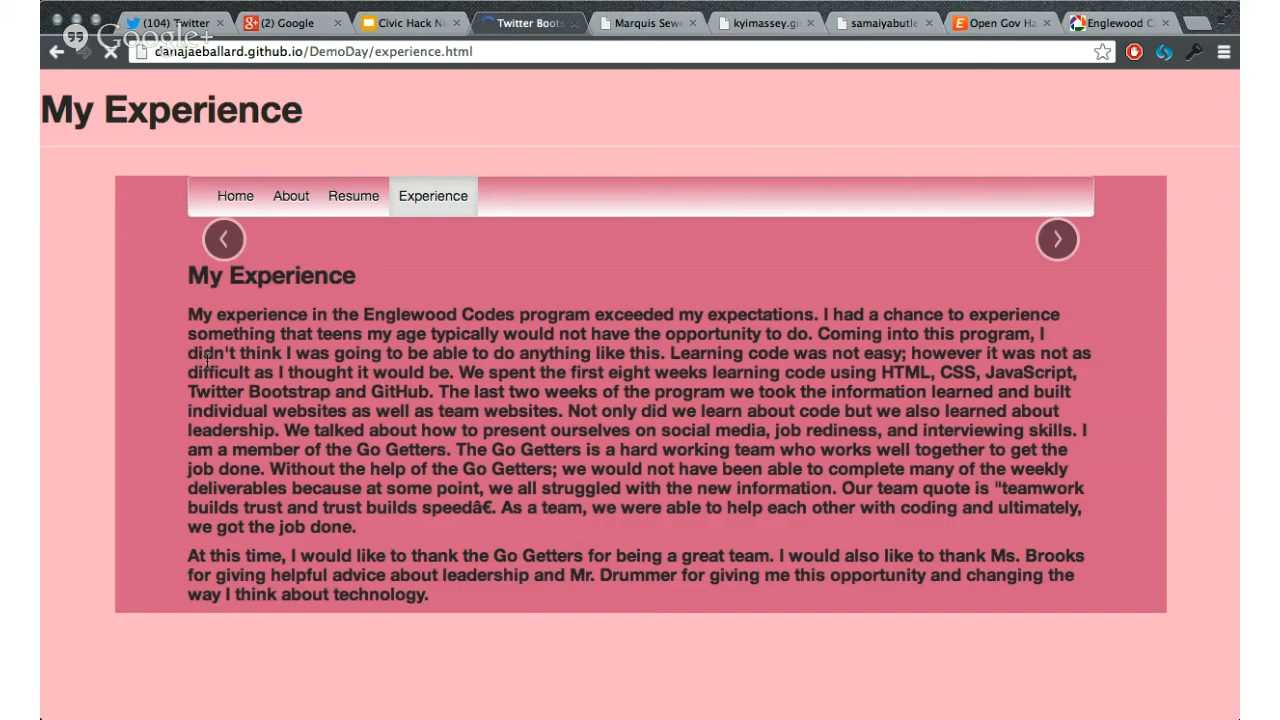 (104) Twitter
(2) Google
Civic Hack Ni
Twitter Boots
Marquis Sewe
kyimassey.gi
samaiyabutle
Open Gov Ha
Englewood C
Google+
danajaeballard.github.io/DemoDay/experience.html
My Experience
Home About Resume Experience
My Experience
My experience in the Englewood Codes program exceeded my expectations. I had a chance to experience
something that teens my age typically would not have the opportunity to do. Coming into this program, I
didn't think I was going to be able to do anything like this. Learning code was not easy; however it was not as
difficult as I thought it would be. We spent the first eight weeks learning code using HTML, CSS, JavaScript,
Twitter Bootstrap and GitHub. The last two weeks of the program we took the information learned and built
individual websites as well as team websites. Not only did we learn about code but we also learned about
leadership. We talked about how to present ourselves on social media, job rediness, and interviewing skills. I
am a member of the Go Getters. The Go Getters is a hard working team who works well together to get the
job done. Without the help of the Go Getters; we would not have been able to complete many of the weekly
deliverables because at some point, we all struggled with the new information. Our team quote is "teamwork
builds trust and trust builds speedâ€. As a team, we were able to help each other with coding and ultimately,
we got the job done.
At this time, I would like to thank the Go Getters for being a great team. I would also like to thank Ms. Brooks
for giving helpful advice about leadership and Mr. Drummer for giving me this opportunity and changing the
way I think about technology.